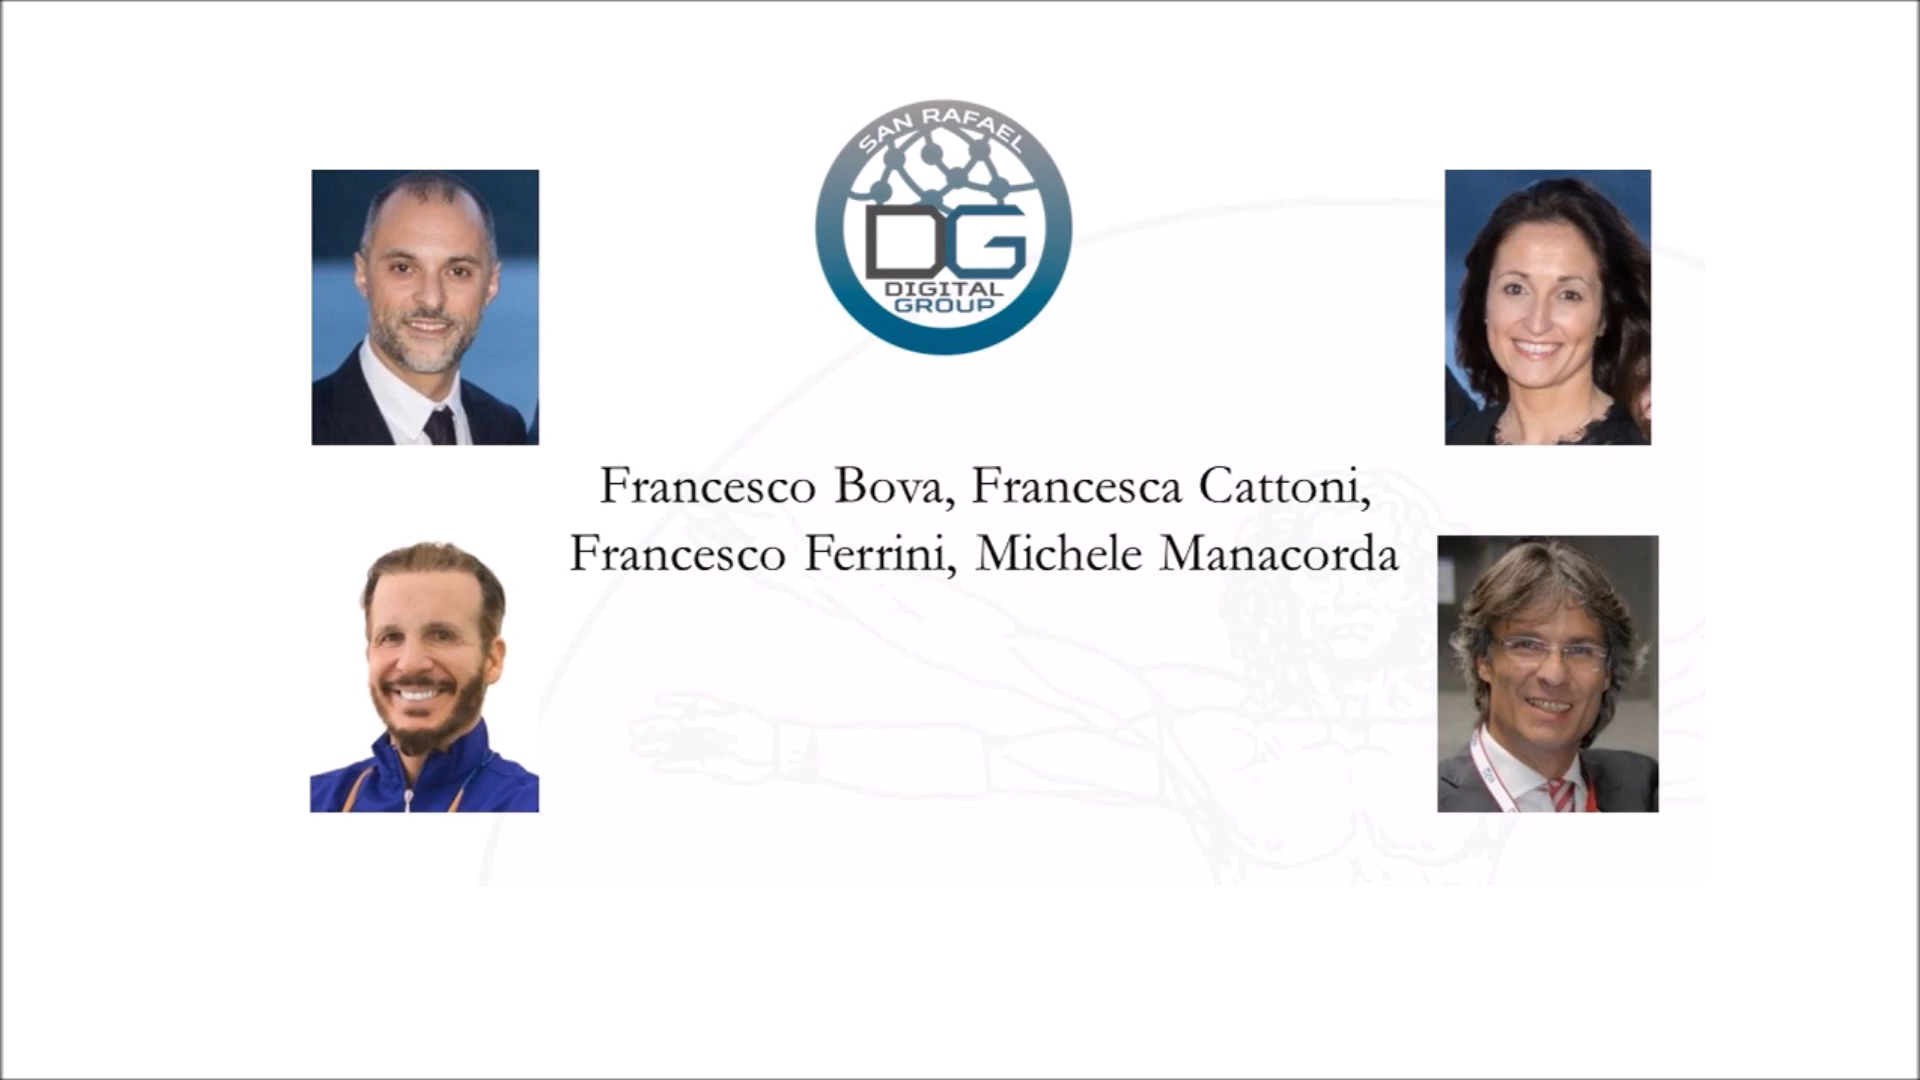 SAN RAFAEL
DG
DIGITAL
GROUP
Francesco Bova, Francesca Cattoni,
Francesco Ferrini, Michele Manacorda